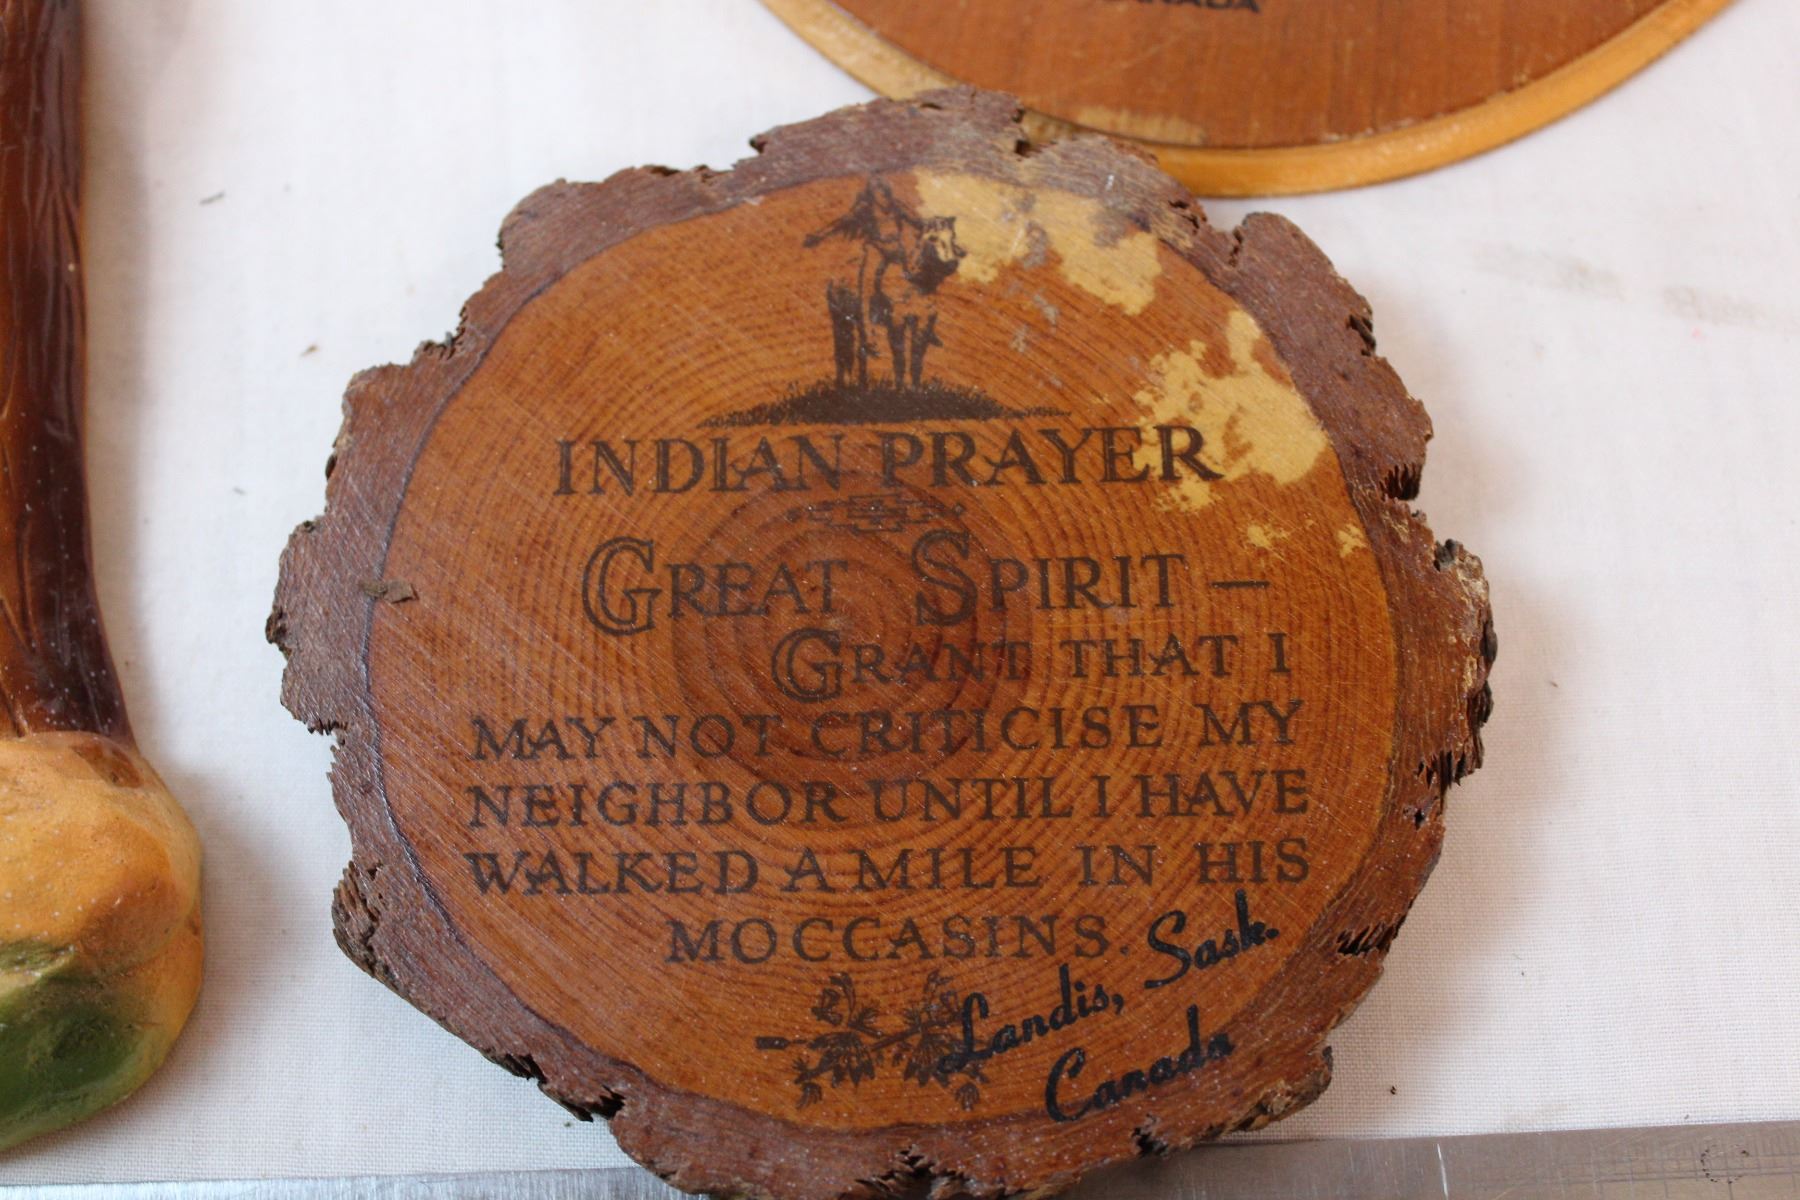 CANADA
INDIAN PRAYER
GREAT SPIRIT —
GRANT THAT I
MAY NOT CRITICISE MY
NEIGHBOR UNTIL I HAVE
WALKED A MILE IN HIS
MOCCASINS.
Landis, Sask.
Canada